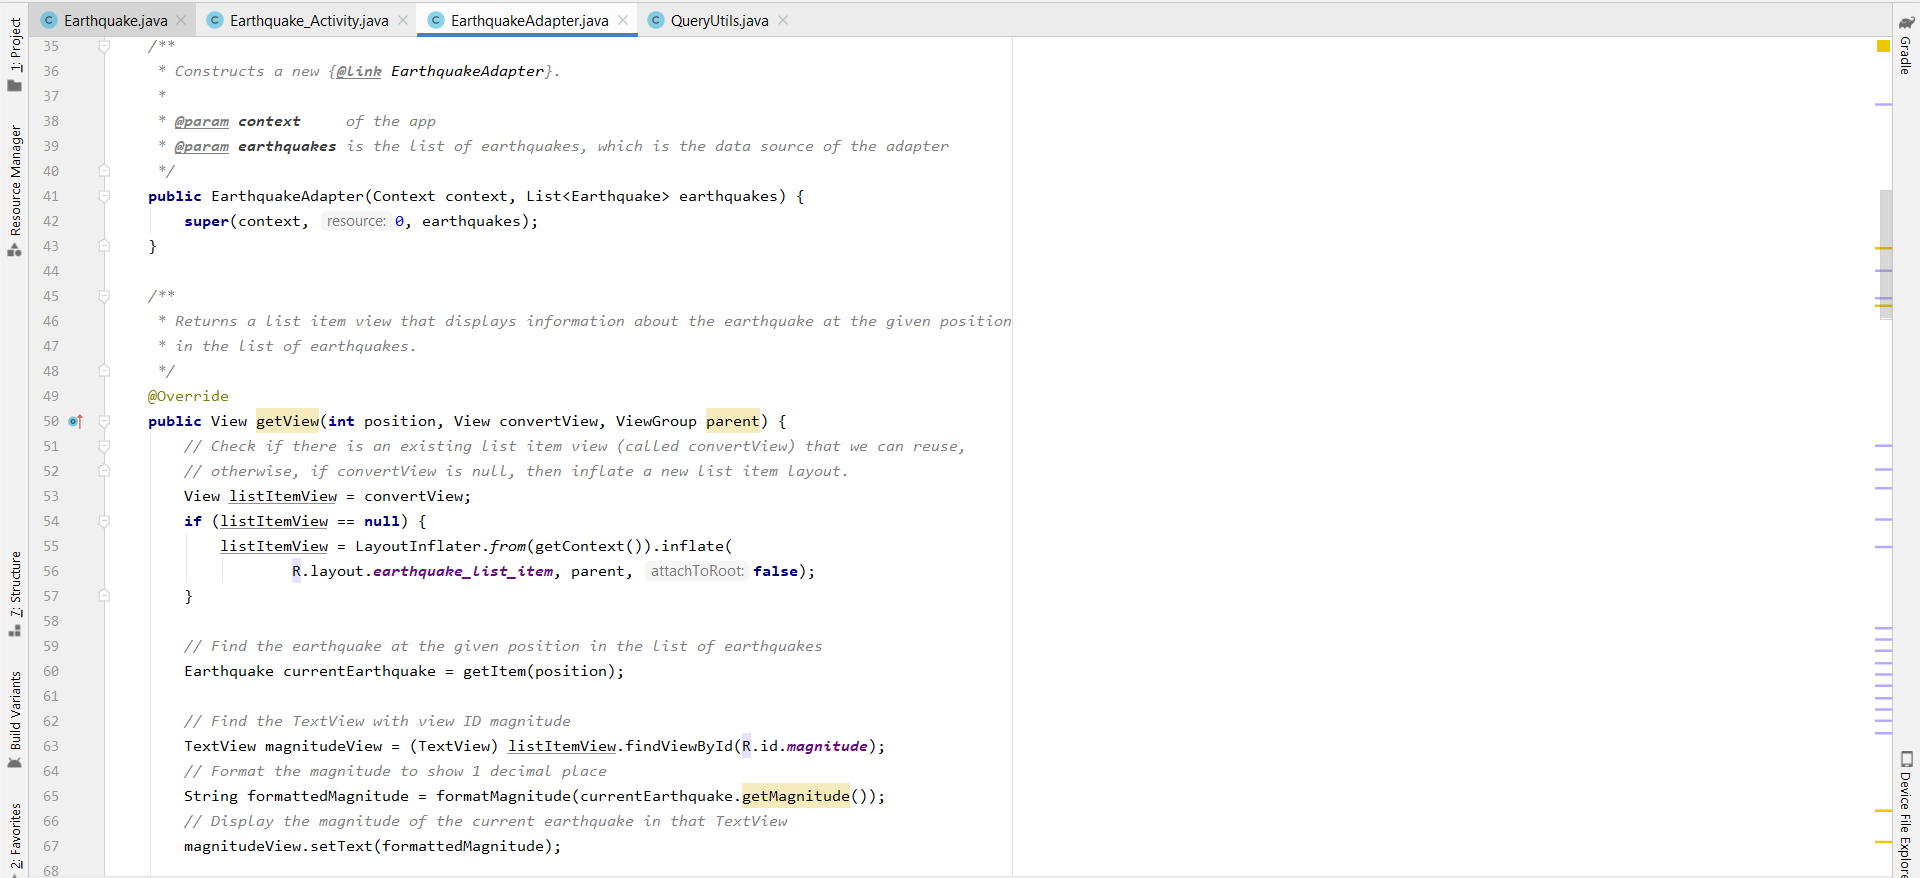 Earthquake.java
Earthquake_Activity.java
EarthquakeAdapter.java
QueryUtils.java
1: Project
Resource Manager
7: Structure
Build Variants
2: Favorites
35 /**
36 * Constructs a new {@link EarthquakeAdapter}.
37 *
38 * @param context     of the app
39 * @param earthquakes is the list of earthquakes, which is the data source of the adapter
40 */
41 public EarthquakeAdapter(Context context, List<Earthquake> earthquakes) {
42 super(context, resource: 0, earthquakes);
43 }
44
45 /**
46 * Returns a list item view that displays information about the earthquake at the given position
47 * in the list of earthquakes.
48 */
49 @Override
50 public View getView(int position, View convertView, ViewGroup parent) {
51 // Check if there is an existing list item view (called convertView) that we can reuse,
52 // otherwise, if convertView is null, then inflate a new list item layout.
53 View listItemView = convertView;
54 if (listItemView == null) {
55 listItemView = LayoutInflater.from(getContext()).inflate(
56 R.layout.earthquake_list_item, parent, attachToRoot: false);
57 }
58
59 // Find the earthquake at the given position in the list of earthquakes
60 Earthquake currentEarthquake = getItem(position);
61
62 // Find the TextView with view ID magnitude
63 TextView magnitudeView = (TextView) listItemView.findViewById(R.id.magnitude);
64 // Format the magnitude to show 1 decimal place
65 String formattedMagnitude = formatMagnitude(currentEarthquake.getMagnitude());
66 // Display the magnitude of the current earthquake in that TextView
67 magnitudeView.setText(formattedMagnitude);
68
Gradle
Device File Explore